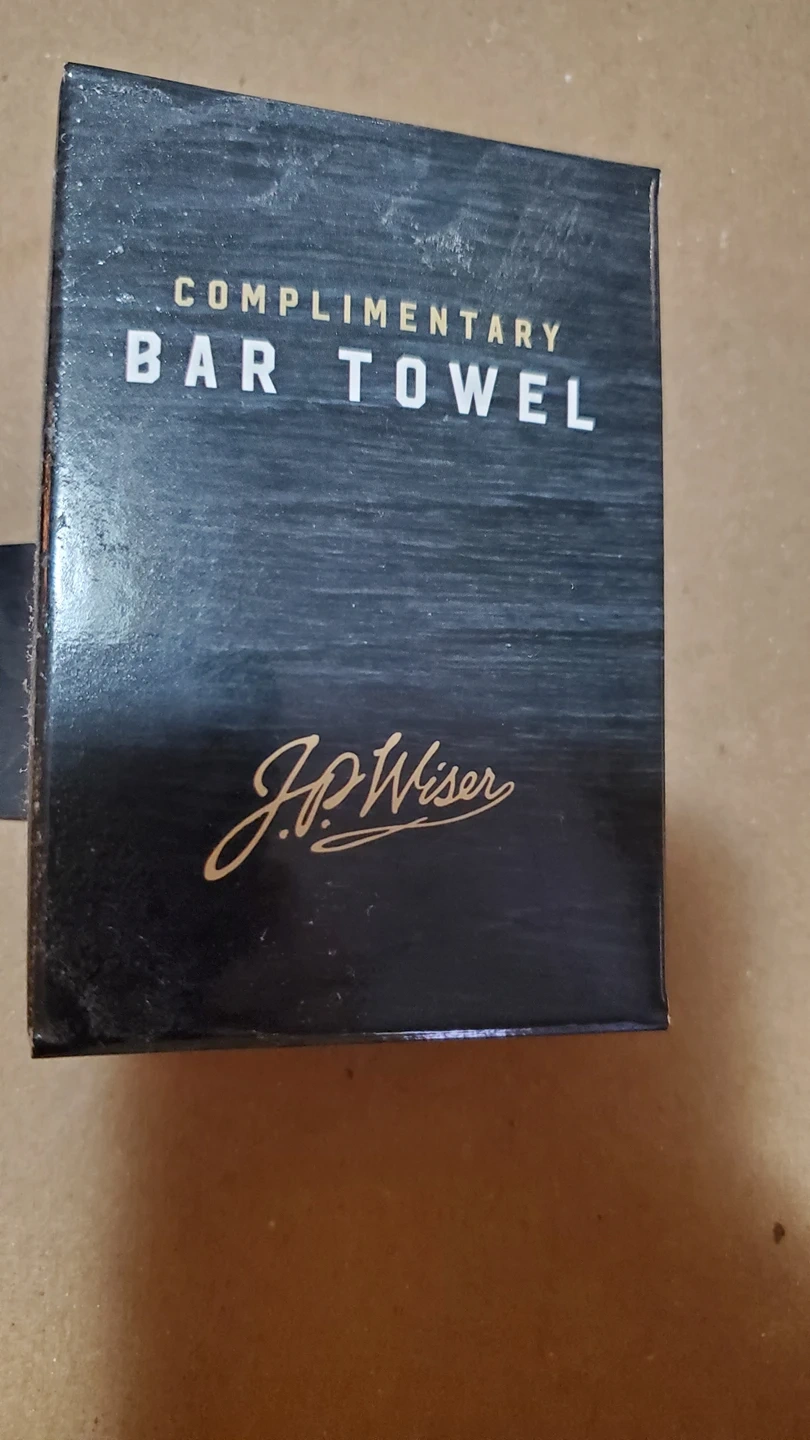 COMPLIMENTARY
BAR TOWEL
J.P. Wiser